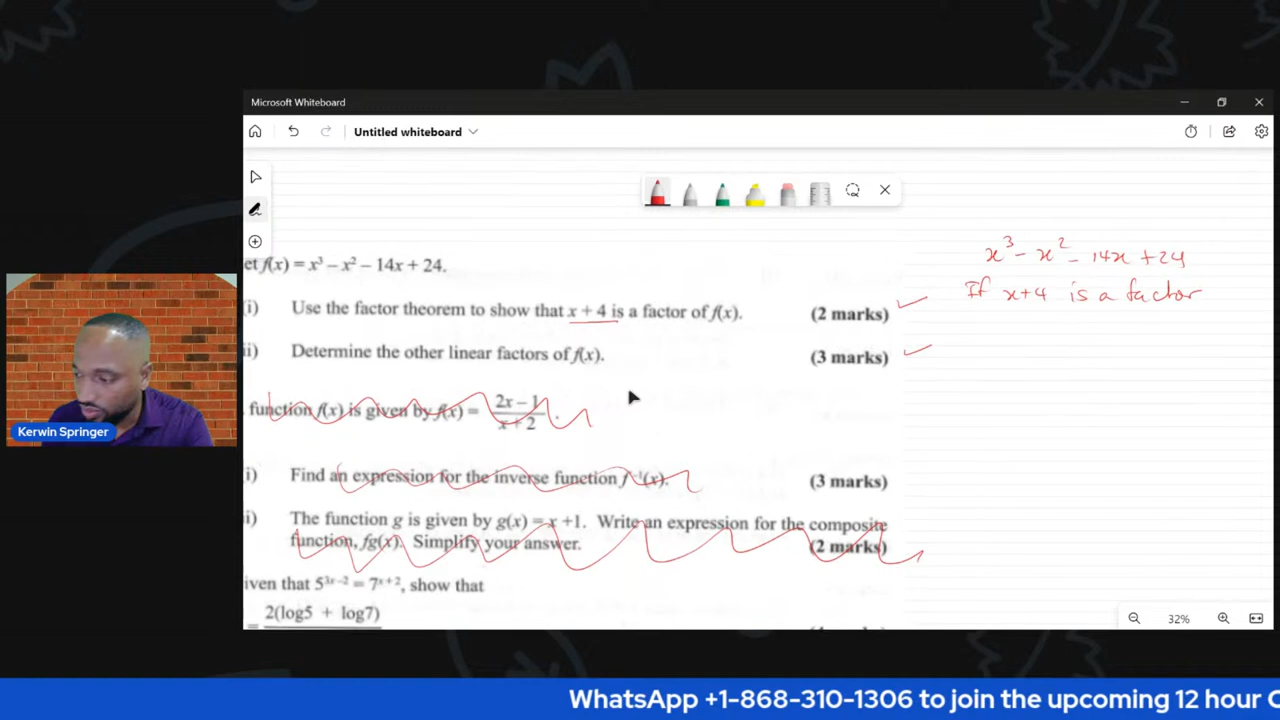 Microsoft Whiteboard
Untitled whiteboard
et f(x) = x³ – x² – 14x + 24.
i) Use the factor theorem to show that x + 4 is a factor of f(x). (2 marks)
ii) Determine the other linear factors of f(x). (3 marks)
function f(x) is given by f(x) = (2x – 1)/(x + 2).
i) Find an expression for the inverse function f⁻¹(x). (3 marks)
ii) The function g is given by g(x) = x +1. Write an expression for the composite
function, fg(x). Simplify your answer. (2 marks)
iven that 5³ˣ⁻² = 7ˣ⁺², show that
= 2(log5 + log7)
x³ – x² – 14x + 24
If x+4 is a factor
Kerwin Springer
32%
WhatsApp +1-868-310-1306 to join the upcoming 12 hour C